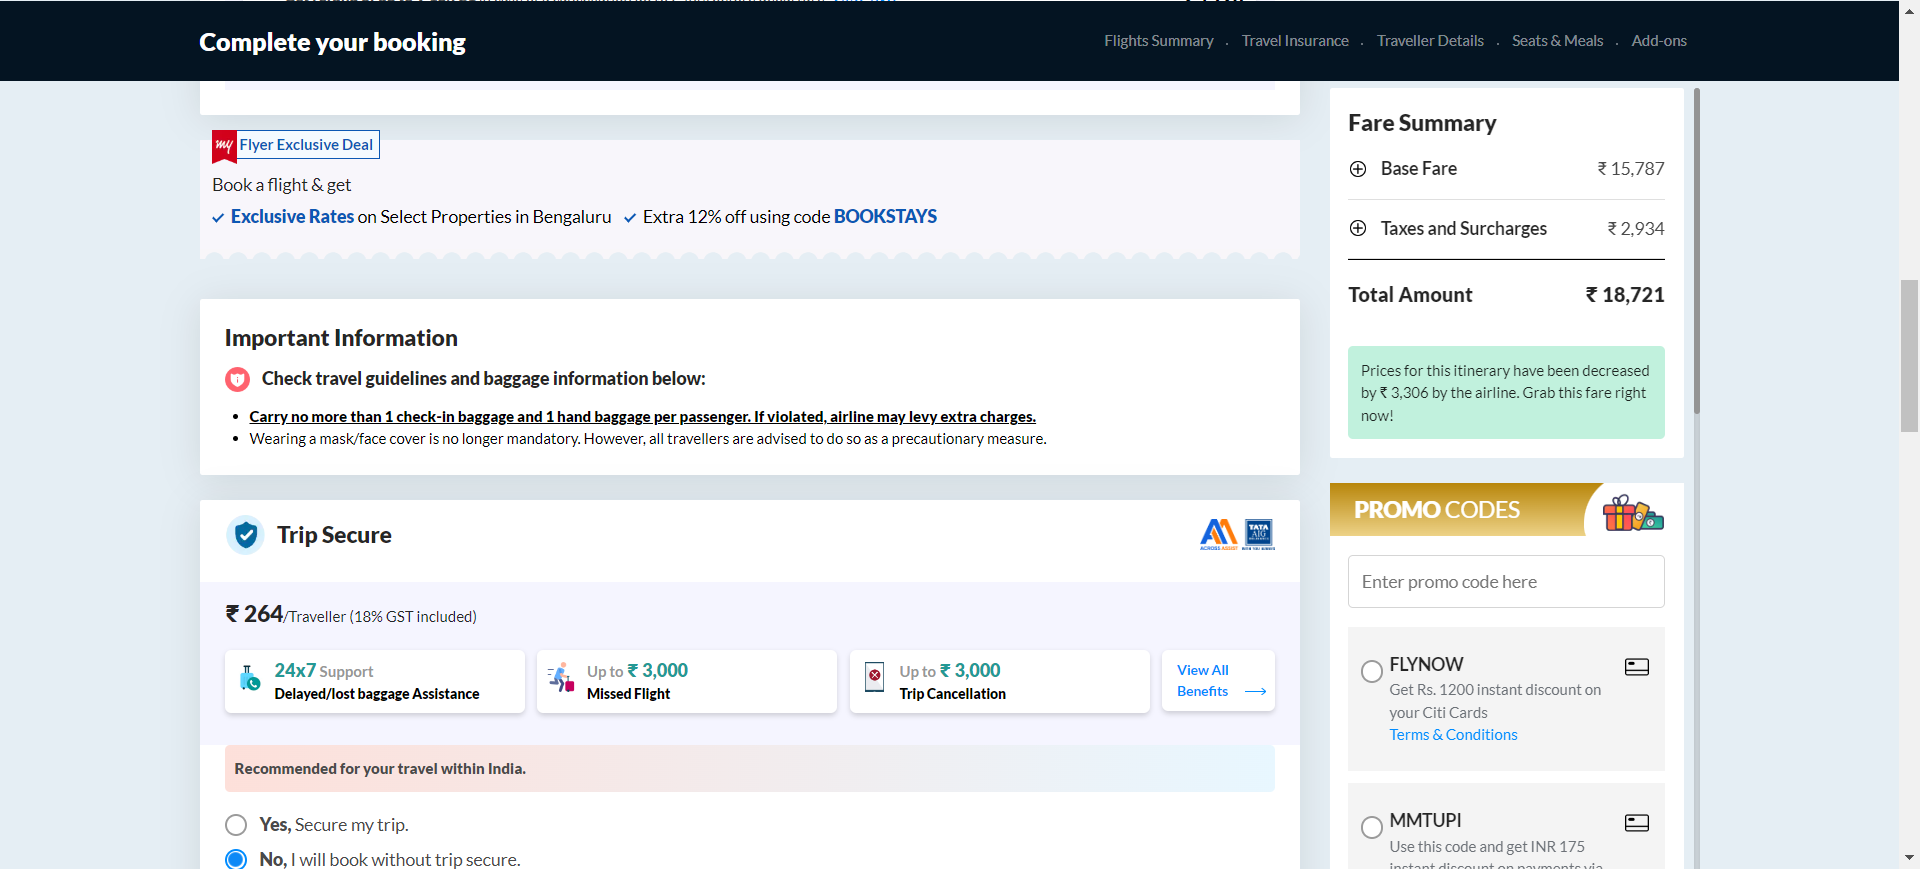 Complete your booking
Flights Summary . Travel Insurance . Traveller Details . Seats & Meals . Add-ons
my Flyer Exclusive Deal
Book a flight & get
Exclusive Rates on Select Properties in Bengaluru Extra 12% off using code BOOKSTAYS
Important Information
Check travel guidelines and baggage information below:
• Carry no more than 1 check-in baggage and 1 hand baggage per passenger. If violated, airline may levy extra charges.
• Wearing a mask/face cover is no longer mandatory. However, all travellers are advised to do so as a precautionary measure.
Trip Secure
ACROSS ASSIST
TATA
AIG
WITH YOU ALWAYS
₹ 264/Traveller (18% GST included)
24x7 Support
Delayed/lost baggage Assistance
Up to ₹ 3,000
Missed Flight
Up to ₹ 3,000
Trip Cancellation
View All
Benefits
Recommended for your travel within India.
Yes, Secure my trip.
No, I will book without trip secure.
Fare Summary
Base Fare ₹ 15,787
Taxes and Surcharges ₹ 2,934
Total Amount ₹ 18,721
Prices for this itinerary have been decreased
by ₹ 3,306 by the airline. Grab this fare right
now!
PROMO CODES
Enter promo code here
FLYNOW
Get Rs. 1200 instant discount on
your Citi Cards
Terms & Conditions
MMTUPI
Use this code and get INR 175
instant discount on payments via